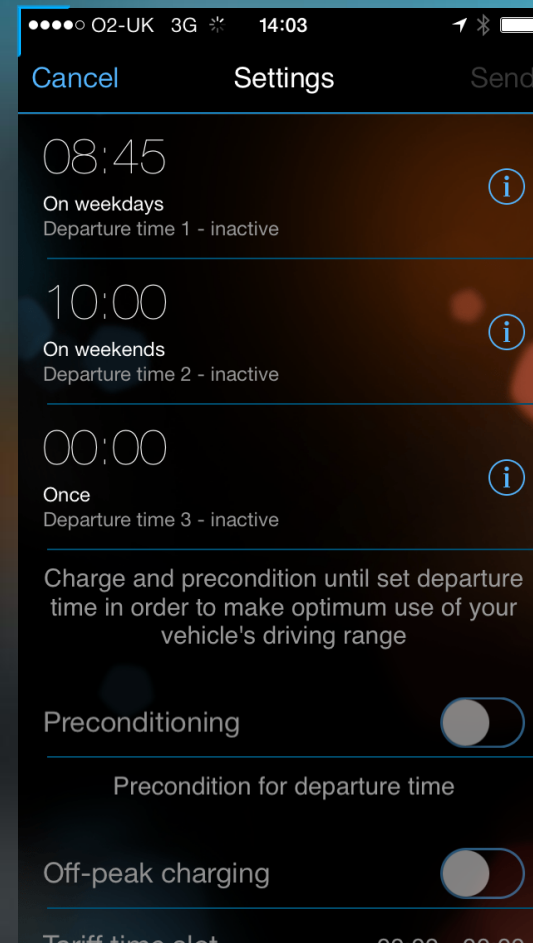 O2-UK 3G 14:03
Cancel Settings Send
08:45
On weekdays
Departure time 1 - inactive
10:00
On weekends
Departure time 2 - inactive
00:00
Once
Departure time 3 - inactive
Charge and precondition until set departure
time in order to make optimum use of your
vehicle's driving range
Preconditioning
Precondition for departure time
Off-peak charging
Tariff time slot